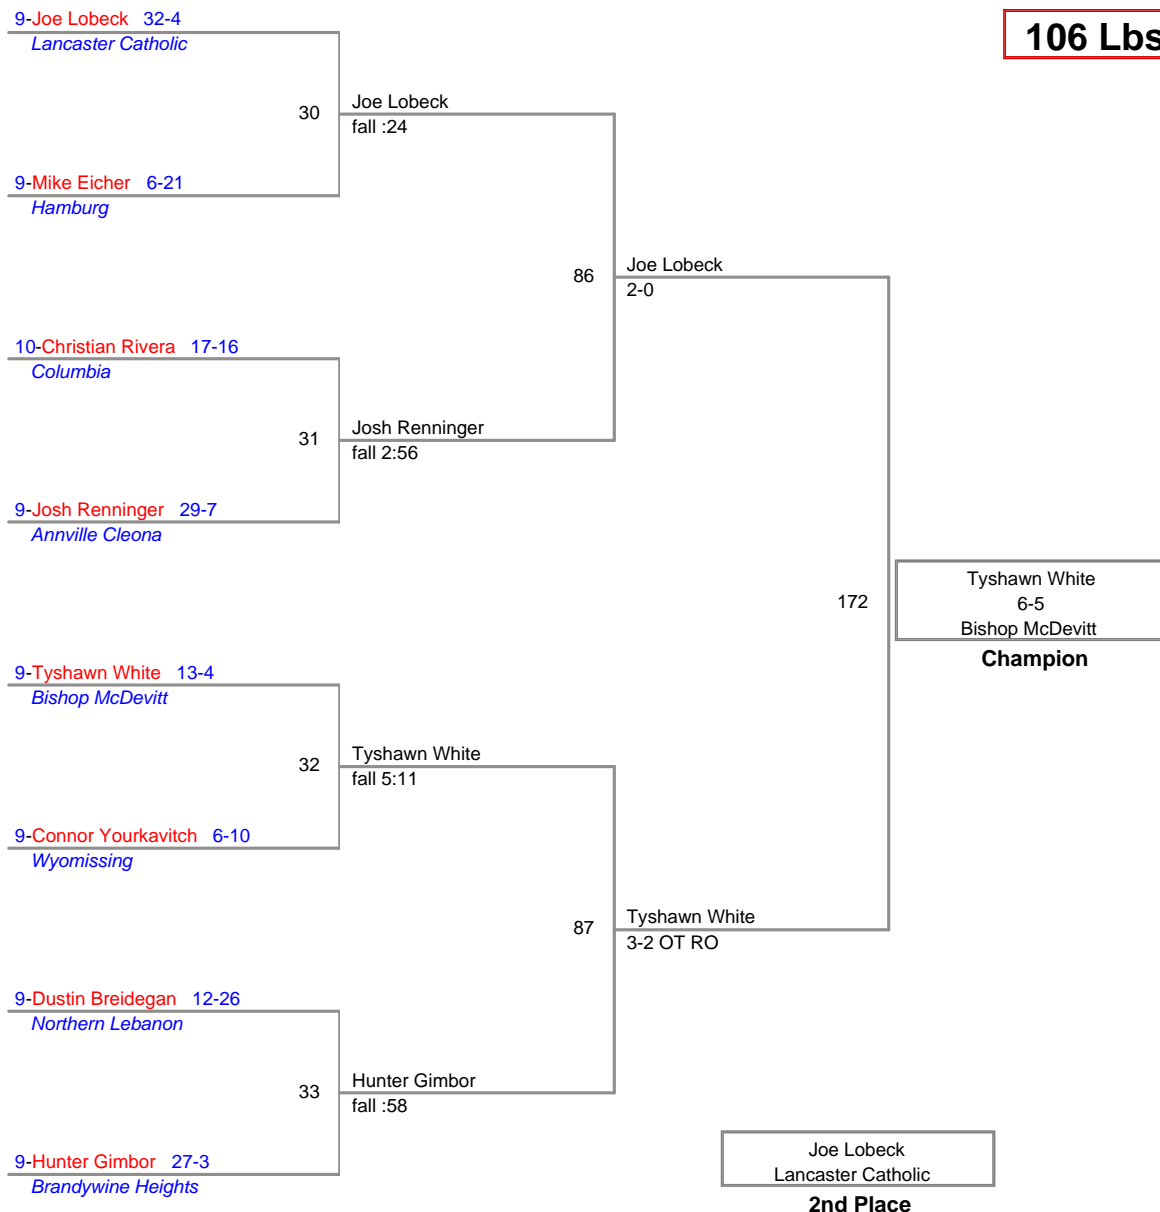 9-Joe Lobeck 32-4
Lancaster Catholic
106 Lbs
30
Joe Lobeck
fall :24
9-Mike Eicher 6-21
Hamburg
86
Joe Lobeck
2-0
10-Christian Rivera 17-16
Columbia
31
Josh Renninger
fall 2:56
9-Josh Renninger 29-7
Annville Cleona
172
Tyshawn White
6-5
Bishop McDevitt
Champion
9-Tyshawn White 13-4
Bishop McDevitt
32
Tyshawn White
fall 5:11
9-Connor Yourkavitch 6-10
Wyomissing
87
Tyshawn White
3-2 OT RO
9-Dustin Breidegan 12-26
Northern Lebanon
33
Hunter Gimbor
fall :58
9-Hunter Gimbor 27-3
Brandywine Heights
Joe Lobeck
Lancaster Catholic
2nd Place